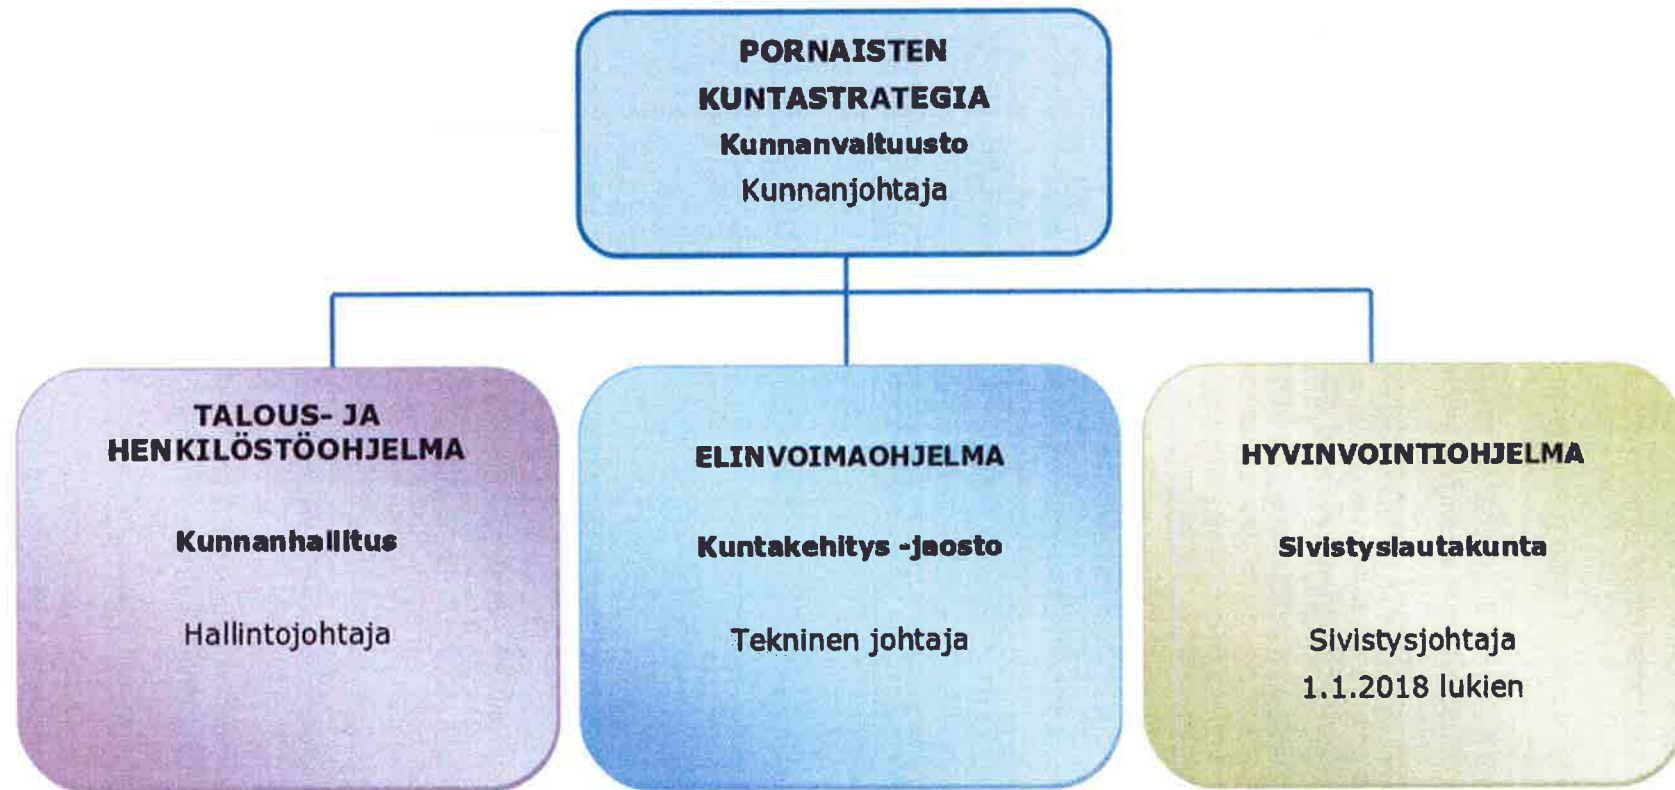 PORNAISTEN
KUNTASTRATEGIA
Kunnanvaltuusto
Kunnanjohtaja
TALOUS- JA
HENKILÖSTÖOHJELMA
Kunnanhallitus
Hallintojohtaja
ELINVOIMAOHJELMA
Kuntakehitys -jaosto
Tekninen johtaja
HYVINVOINTIOHJELMA
Sivistyslautakunta
Sivistysjohtaja
1.1.2018 lukien